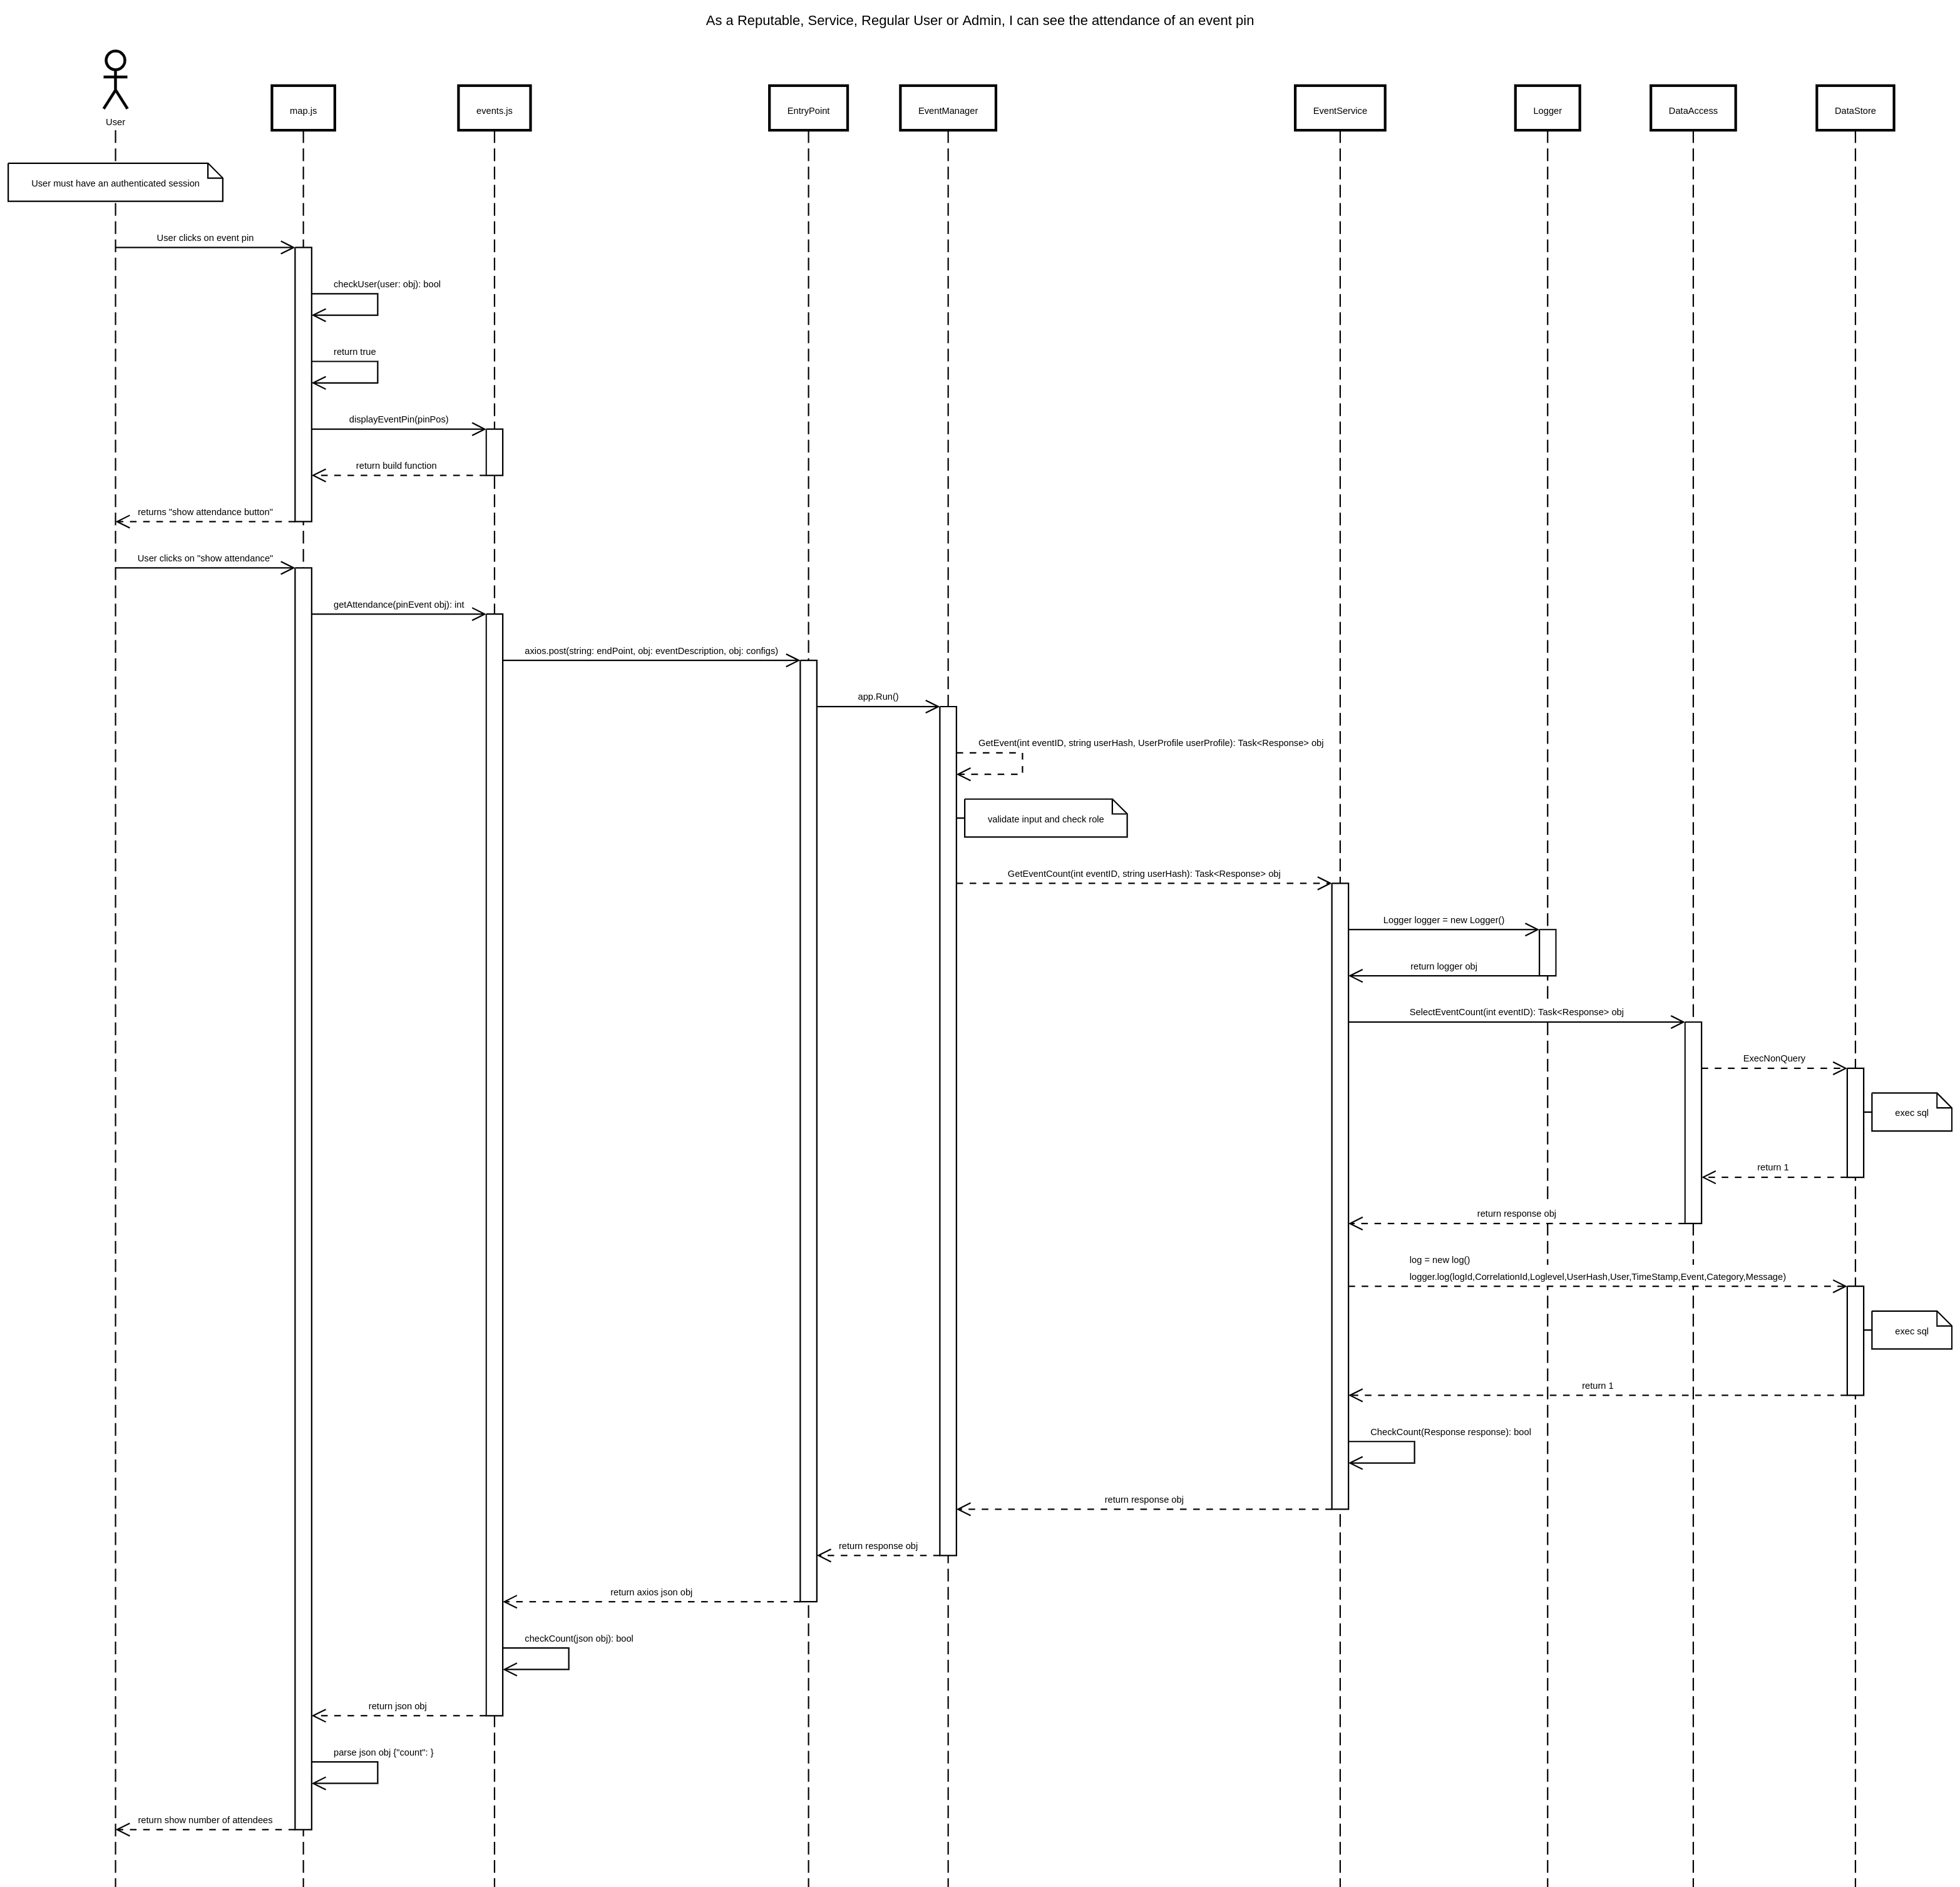 As a Reputable, Service, Regular User or Admin, I can see the attendance of an event pin
User
map.js
events.js
EntryPoint
EventManager
EventService
Logger
DataAccess
DataStore
User must have an authenticated session
User clicks on event pin
checkUser(user: obj): bool
return true
displayEventPin(pinPos)
return build function
returns "show attendance button"
User clicks on "show attendance"
getAttendance(pinEvent obj): int
axios.post(string: endPoint, obj: eventDescription, obj: configs)
app.Run()
GetEvent(int eventID, string userHash, UserProfile userProfile): Task<Response> obj
validate input and check role
GetEventCount(int eventID, string userHash): Task<Response> obj
Logger logger = new Logger()
return logger obj
SelectEventCount(int eventID): Task<Response> obj
ExecNonQuery
exec sql
return 1
return response obj
log = new log()
logger.log(logId,CorrelationId,Loglevel,UserHash,User,TimeStamp,Event,Category,Message)
exec sql
return 1
CheckCount(Response response): bool
return response obj
return response obj
return axios json obj
checkCount(json obj): bool
return json obj
parse json obj {"count": }
return show number of attendees